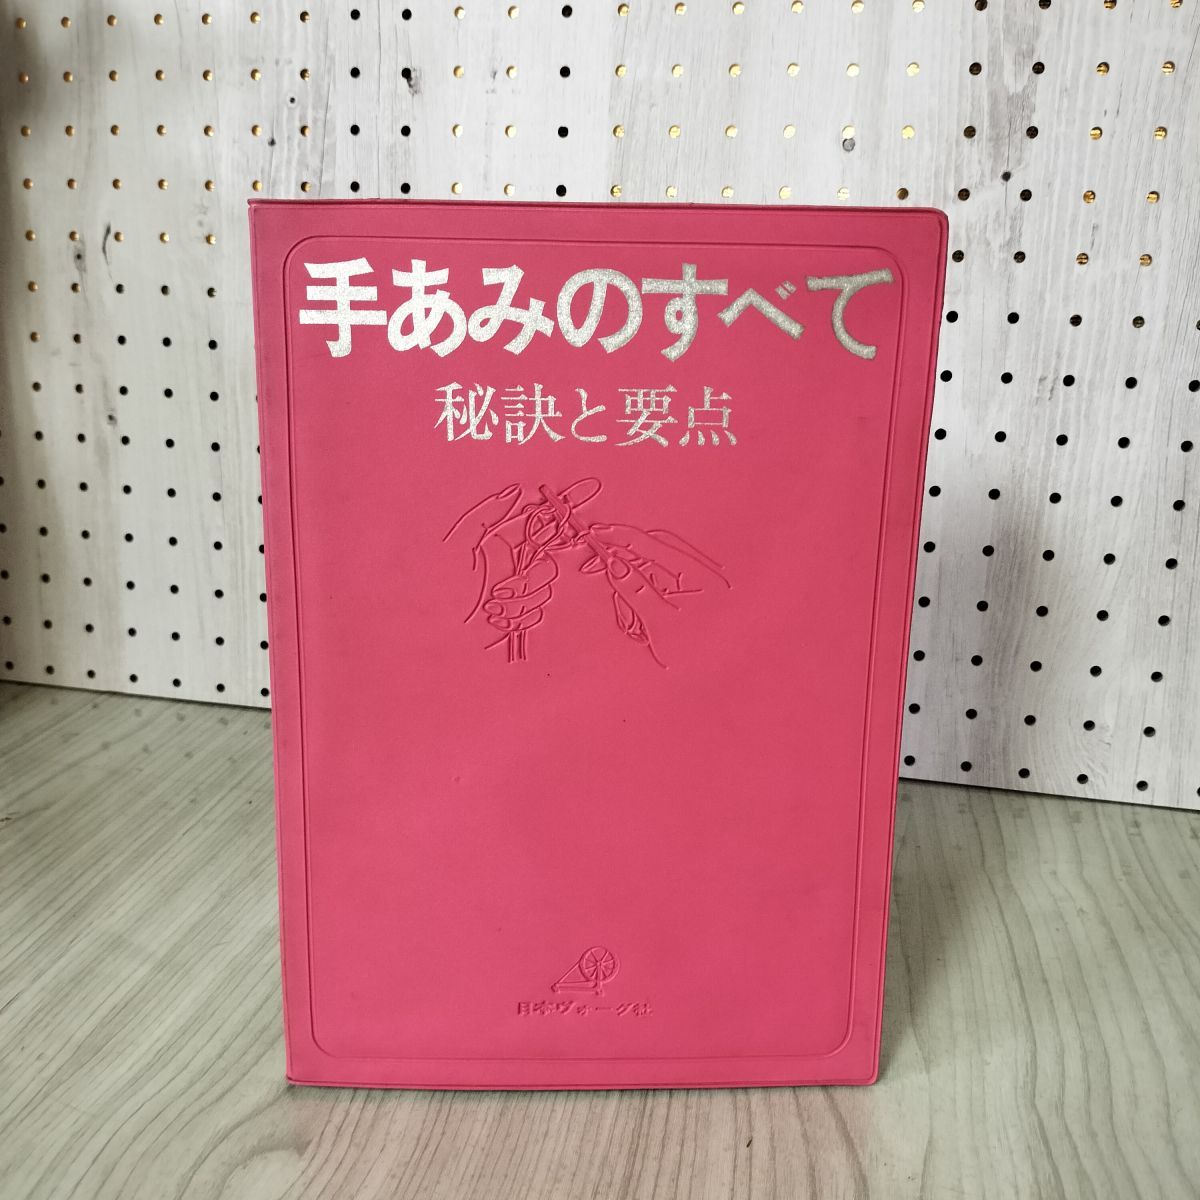 手あみのすべて
秘訣と要点
日本ヴォーグ社